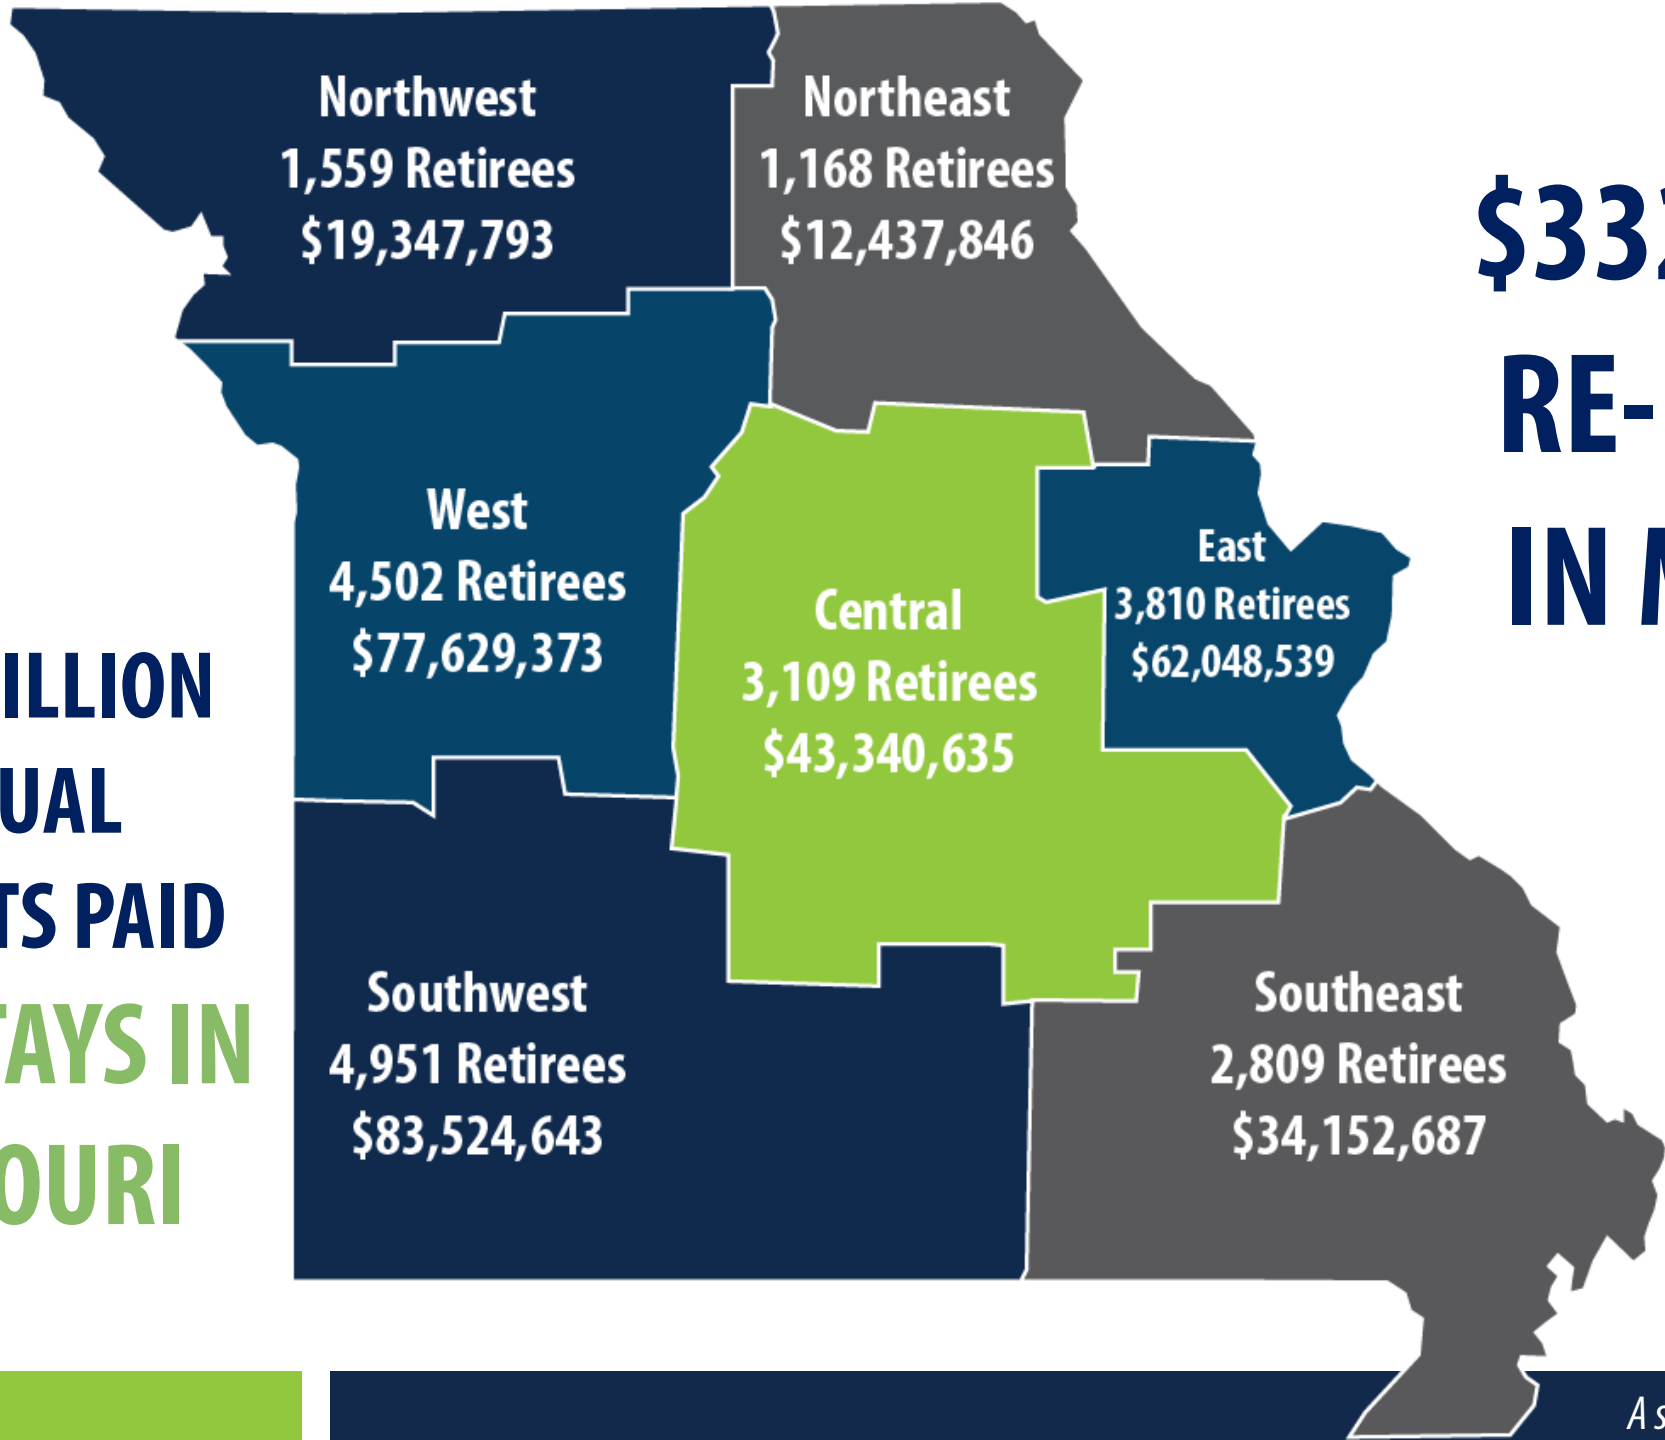 Northwest
1,559 Retirees
$19,347,793
Northeast
1,168 Retirees
$12,437,846
RE-
IN
West
4,502 Retirees
$77,629,373
East
3,810 Retirees
$62,048,539
Central
3,109 Retirees
$43,340,635
ILLION
UAL
TS PAID
TAYS IN
OURI
Southwest
4,951 Retirees
$83,524,643
Southeast
2,809 Retirees
$34,152,687
A s